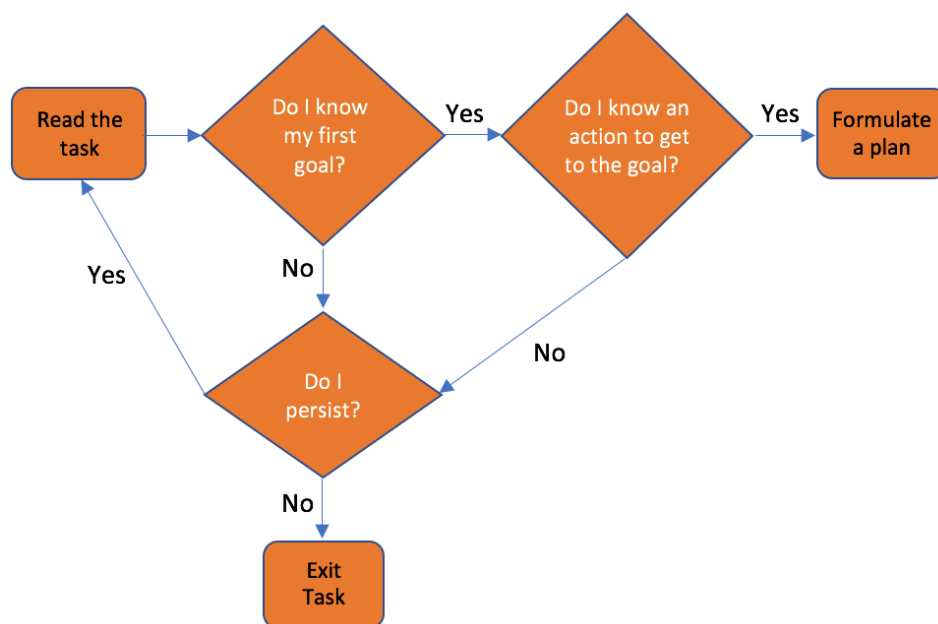 Read the
task
Do I know
my first
goal?
Yes
Do I know an
action to get
to the goal?
Yes
Formulate
a plan
No
Yes
No
Do I
persist?
No
Exit
Task